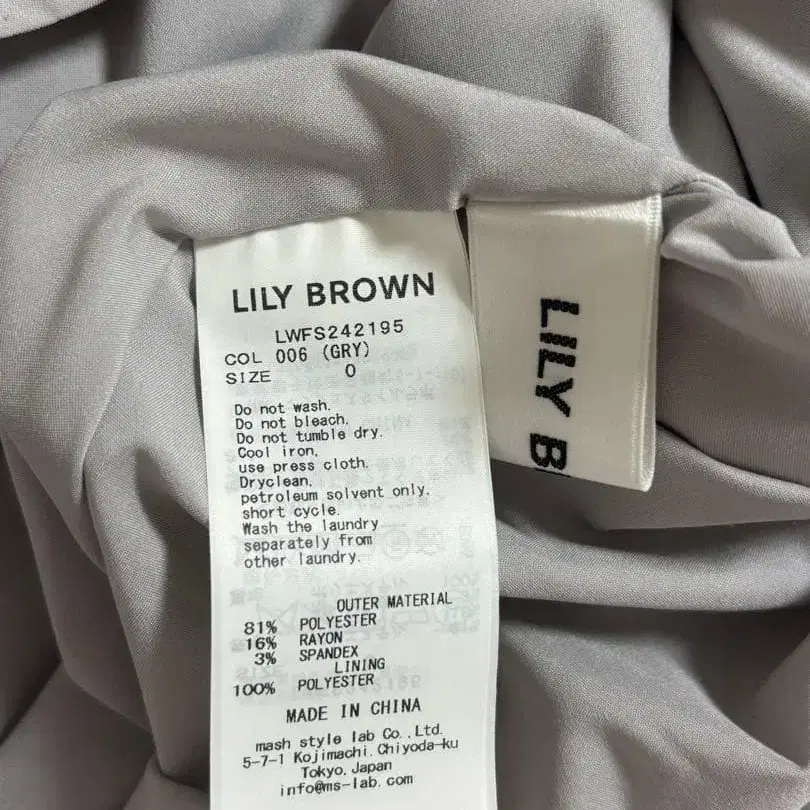 LILY BROWN
LWFS242195
COL 006 (GRY)
SIZE 0
Do not wash.
Do not bleach.
Do not tumble dry.
Cool iron,
use press cloth.
Dryclean.
petroleum solvent only.
short cycle.
Wash the laundry
separately from
other laundry.
OUTER MATERIAL
81% POLYESTER
16% RAYON
3% SPANDEX
LINING
100% POLYESTER
MADE IN CHINA
mash style lab Co.,Ltd.
5-7-1 Kojimachi.Chiyoda-ku
Tokyo.Japan
info@ms-lab.com
LILY B